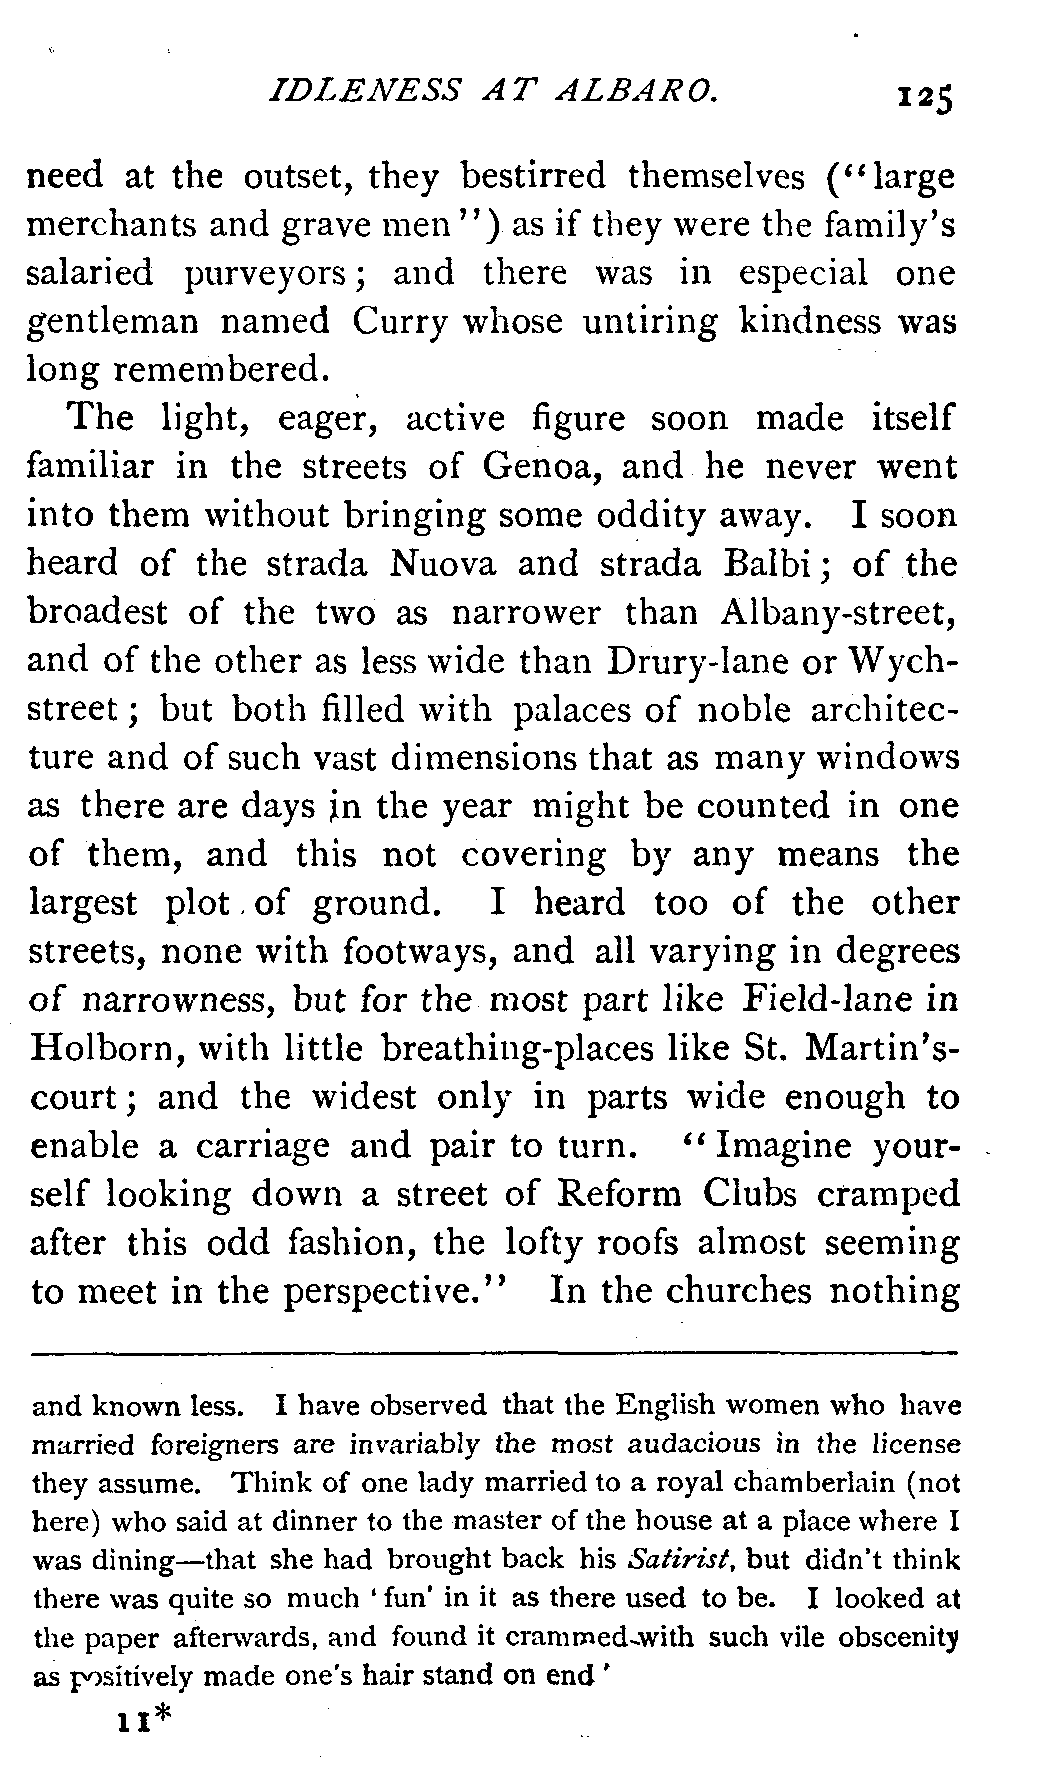 IDLENESS AT ALBARO. 125
need at the outset, they bestirred themselves (“large
merchants and grave men”) as if they were the family's
salaried purveyors; and there was in especial one
gentleman named Curry whose untiring kindness was
long remembered.
The light, eager, active figure soon made itself
familiar in the streets of Genoa, and he never went
into them without bringing some oddity away. I soon
heard of the strada Nuova and strada Balbi; of the
broadest of the two as narrower than Albany-street,
and of the other as less wide than Drury-lane or Wych-
street; but both filled with palaces of noble architec-
ture and of such vast dimensions that as many windows
as there are days in the year might be counted in one
of them, and this not covering by any means the
largest plot of ground. I heard too of the other
streets, none with footways, and all varying in degrees
of narrowness, but for the most part like Field-lane in
Holborn, with little breathing-places like St. Martin's-
court; and the widest only in parts wide enough to
enable a carriage and pair to turn. “Imagine your-
self looking down a street of Reform Clubs cramped
after this odd fashion, the lofty roofs almost seeming
to meet in the perspective.” In the churches nothing
and known less. I have observed that the English women who have
married foreigners are invariably the most audacious in the license
they assume. Think of one lady married to a royal chamberlain (not
here) who said at dinner to the master of the house at a place where I
was dining—that she had brought back his Satirist, but didn't think
there was quite so much ‘fun’ in it as there used to be. I looked at
the paper afterwards, and found it crammed with such vile obscenity
as positively made one's hair stand on end’
11*